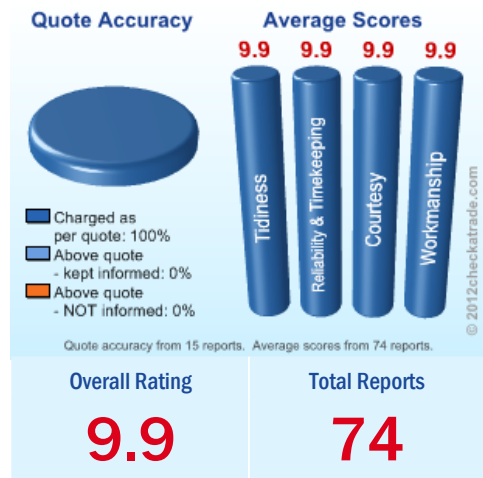 Quote Accuracy
Average Scores
9.9
9.9
9.9
9.9
Tidiness
Reliability & Timekeeping
Courtesy
Workmanship
Charged as
per quote: 100%
Above quote
- kept informed: 0%
Above quote
- NOT informed: 0%
© 2012checkatrade.com
Quote accuracy from 15 reports. Average scores from 74 reports.
Overall Rating
9.9
Total Reports
74